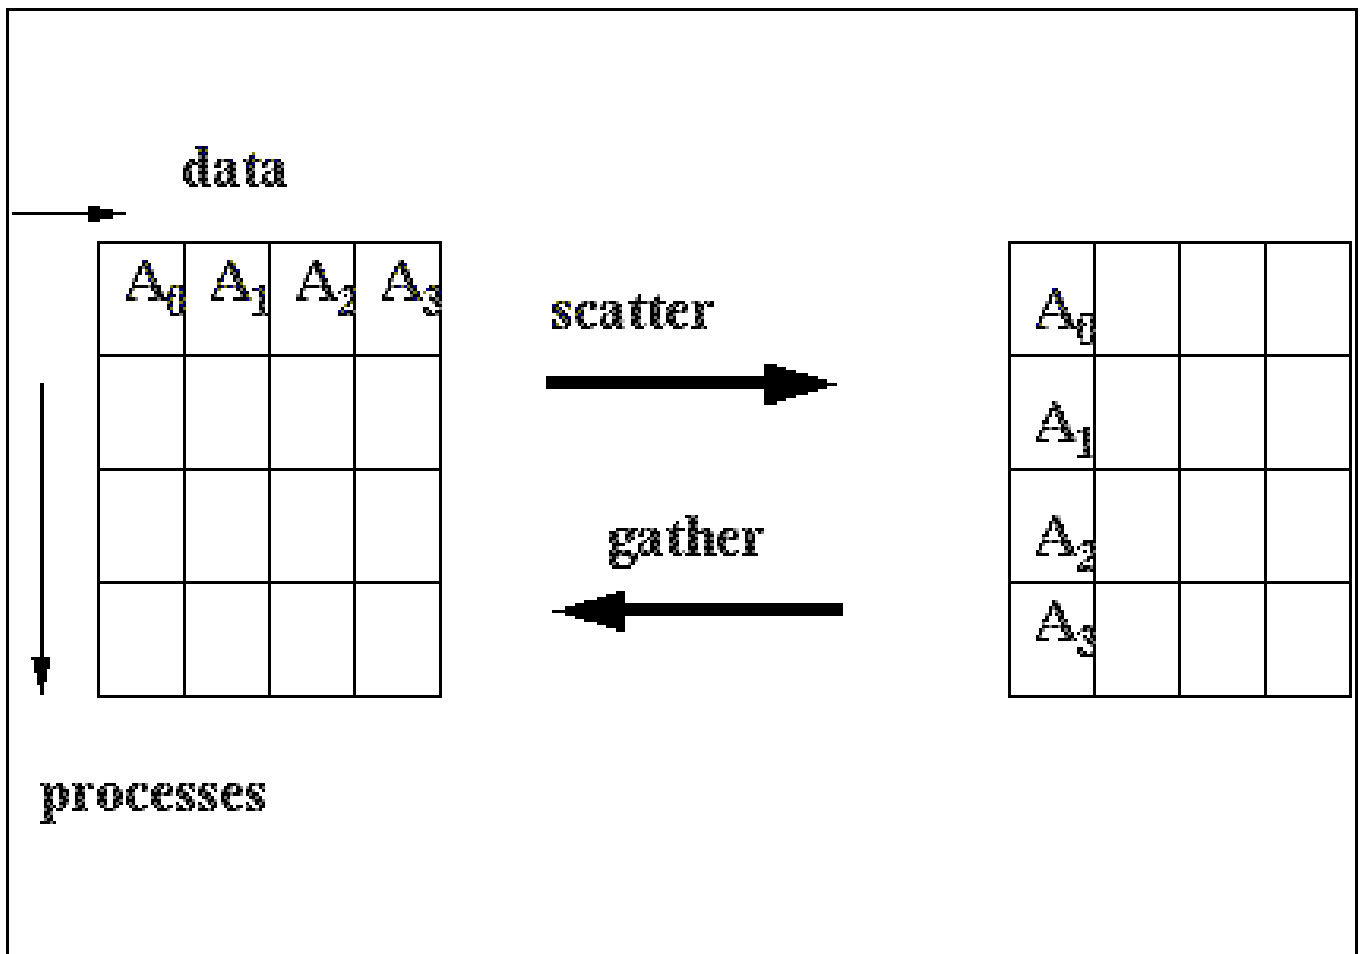 data
A₀ A₁ A₂ A₃
scatter
A₀
A₁
gather
A₂
A₃
processes